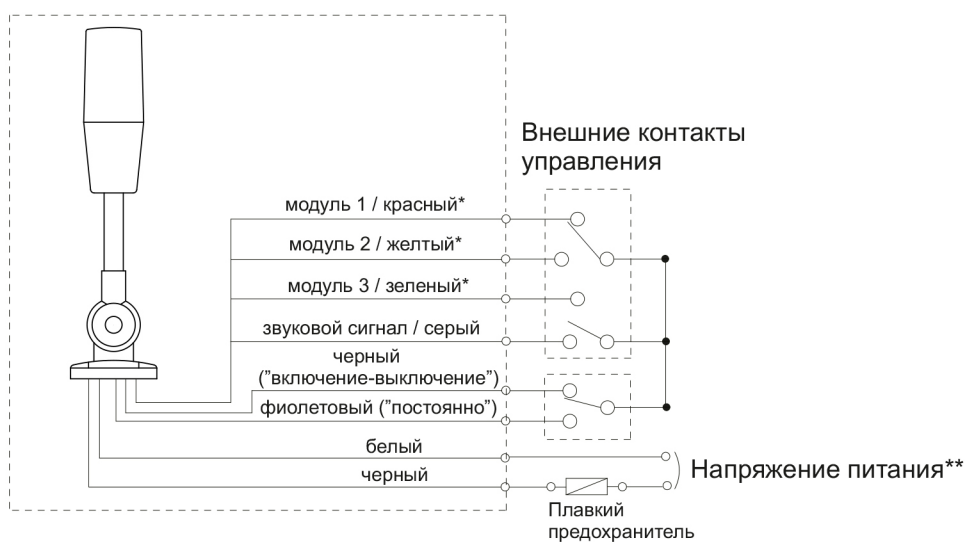 Внешние контакты
управления
модуль 1 / красный*
модуль 2 / желтый*
модуль 3 / зеленый*
звуковой сигнал / серый
черный
("включение-выключение")
фиолетовый ("постоянно")
белый
черный
Напряжение питания**
Плавкий
предохранитель